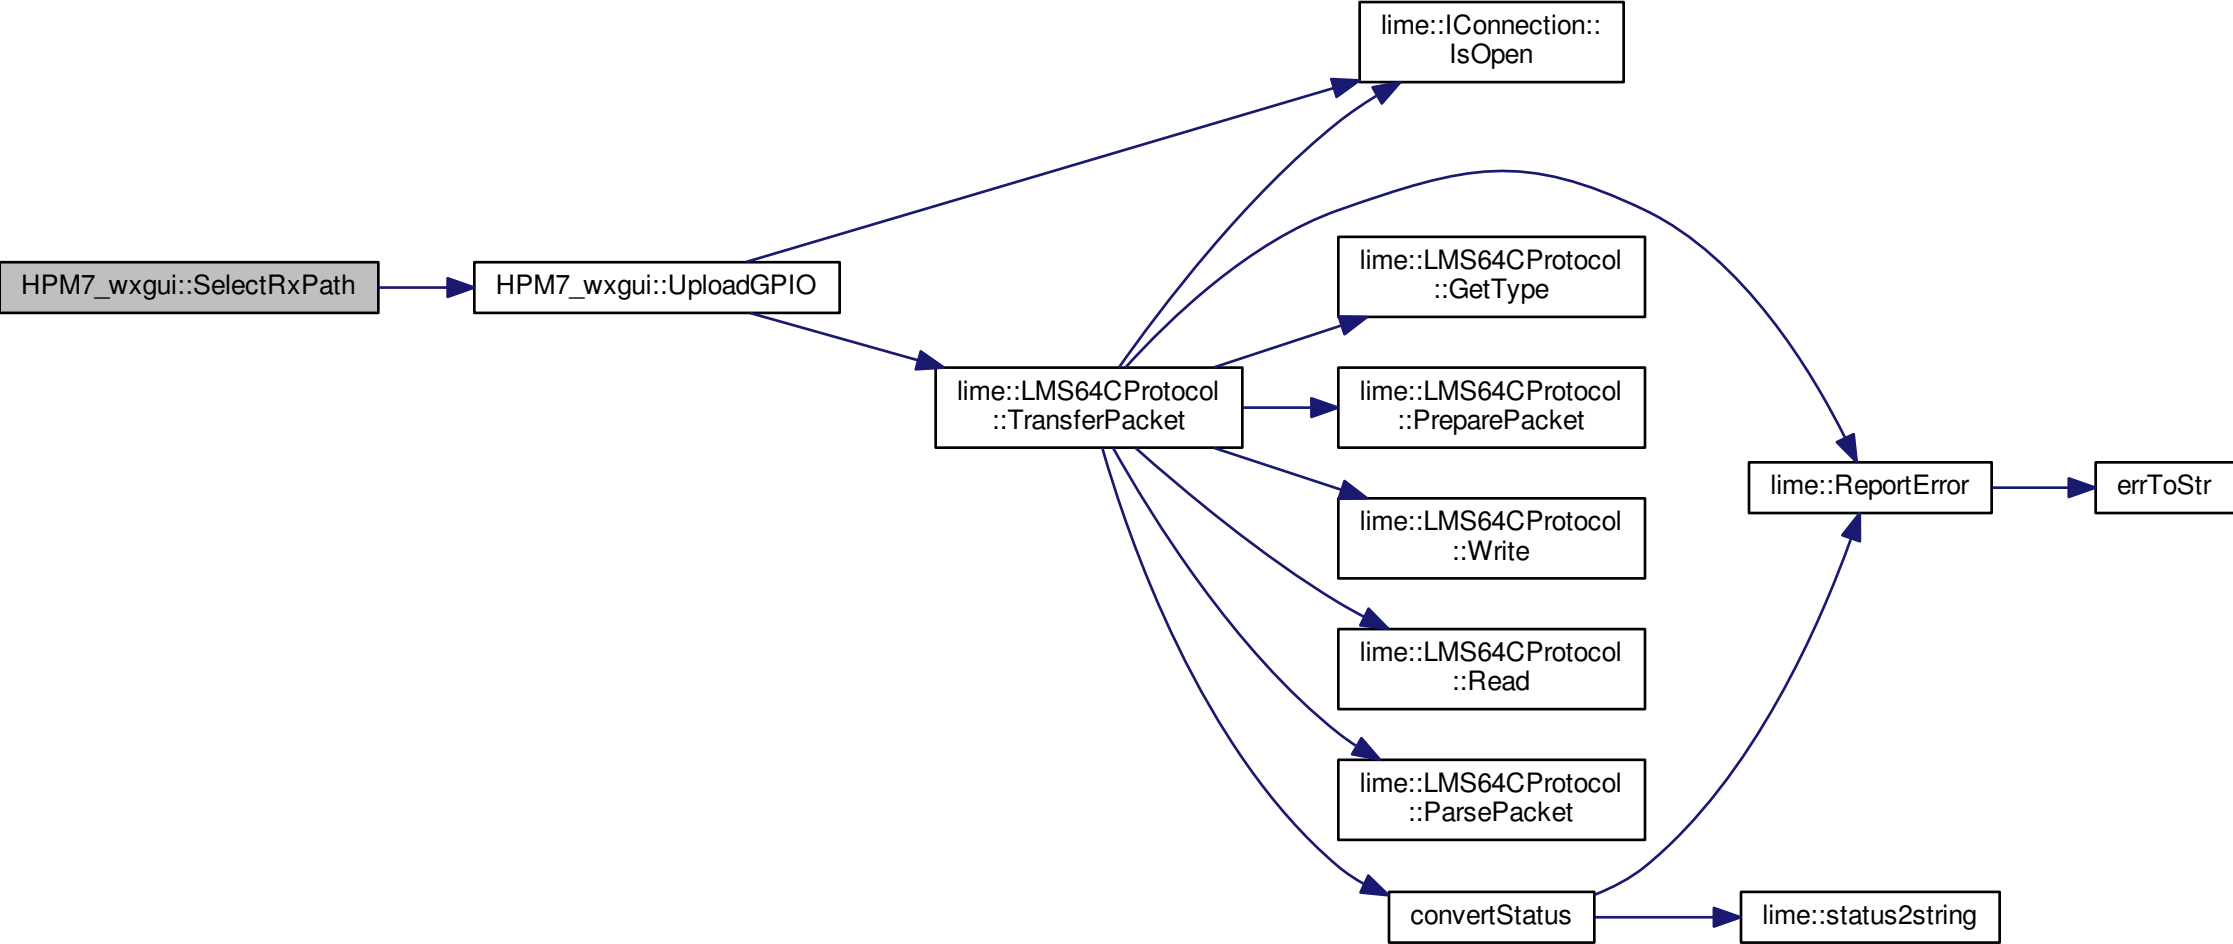 lime::IConnection::
IsOpen
HPM7_wxgui::SelectRxPath
HPM7_wxgui::UploadGPIO
lime::LMS64CProtocol
::GetType
lime::LMS64CProtocol
::TransferPacket
lime::LMS64CProtocol
::PreparePacket
lime::ReportError
errToStr
lime::LMS64CProtocol
::Write
lime::LMS64CProtocol
::Read
lime::LMS64CProtocol
::ParsePacket
convertStatus
lime::status2string